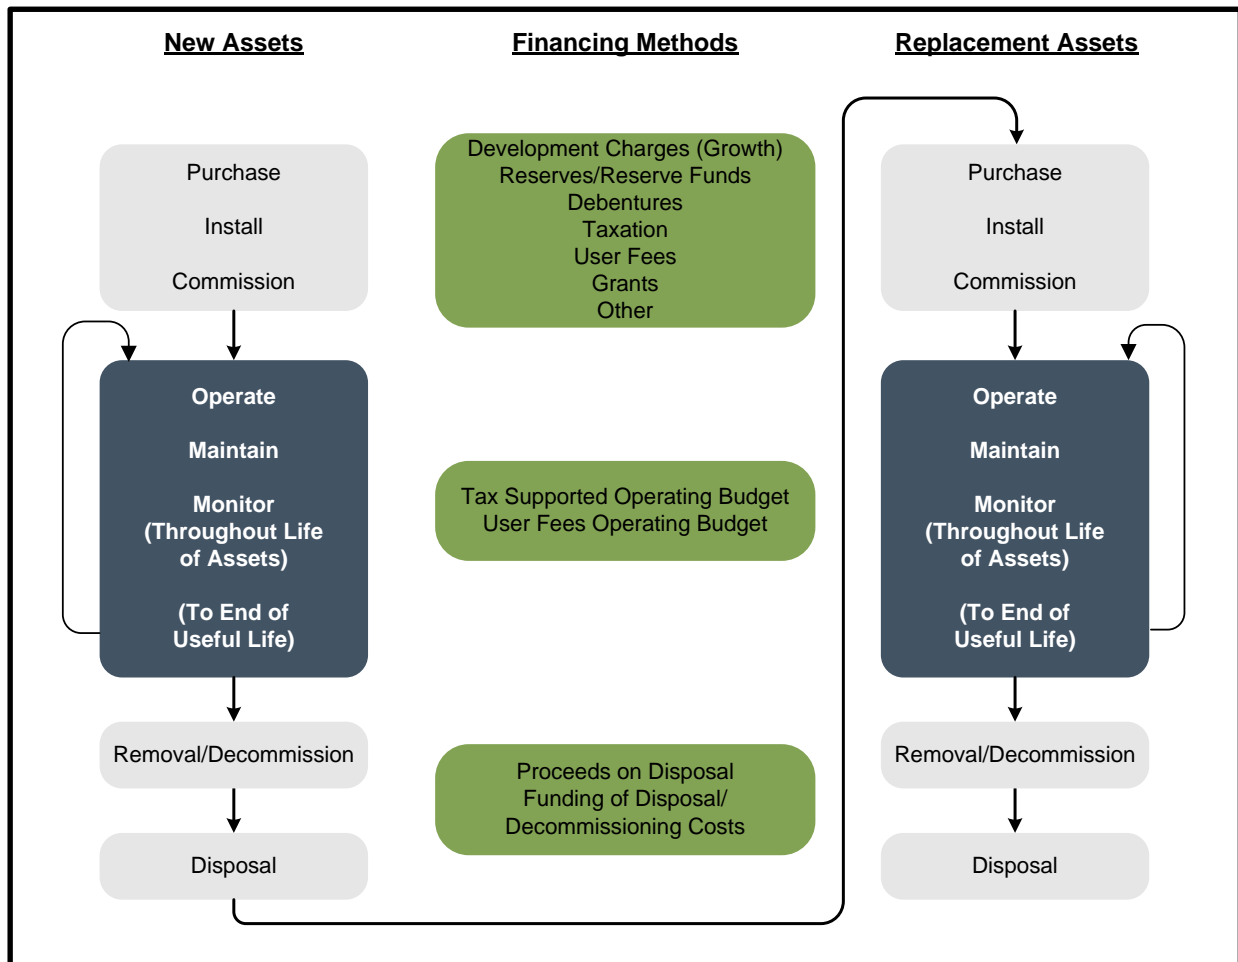 New Assets
Financing Methods
Replacement Assets
Purchase
Install
Commission
Development Charges (Growth)
Reserves/Reserve Funds
Debentures
Taxation
User Fees
Grants
Other
Purchase
Install
Commission
Operate
Maintain
Monitor
(Throughout Life
of Assets)
(To End of
Useful Life)
Tax Supported Operating Budget
User Fees Operating Budget
Operate
Maintain
Monitor
(Throughout Life
of Assets)
(To End of
Useful Life)
Removal/Decommission
Proceeds on Disposal
Funding of Disposal/
Decommissioning Costs
Removal/Decommission
Disposal
Disposal